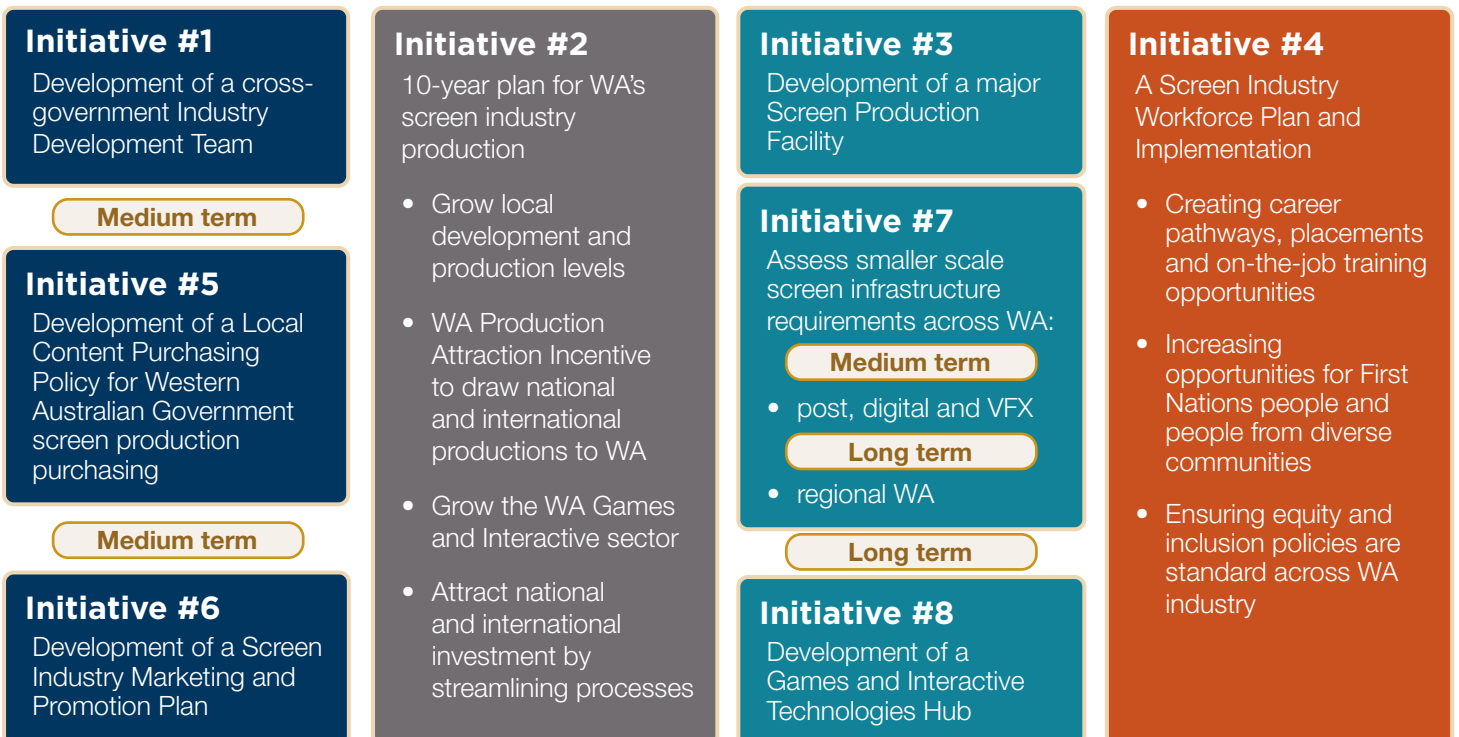 Initiative #1
Development of a cross-
government Industry
Development Team
Medium term
Initiative #5
Development of a Local
Content Purchasing
Policy for Western
Australian Government
screen production
purchasing
Medium term
Initiative #6
Development of a Screen
Industry Marketing and
Promotion Plan
Initiative #2
10-year plan for WA’s
screen industry
production
• Grow local
development and
production levels
• WA Production
Attraction Incentive
to draw national
and international
productions to WA
• Grow the WA Games
and Interactive sector
• Attract national
and international
investment by
streamlining processes
Initiative #3
Development of a major
Screen Production
Facility
Initiative #7
Assess smaller scale
screen infrastructure
requirements across WA:
Medium term
• post, digital and VFX
Long term
• regional WA
Long term
Initiative #8
Development of a
Games and Interactive
Technologies Hub
Initiative #4
A Screen Industry
Workforce Plan and
Implementation
• Creating career
pathways, placements
and on-the-job training
opportunities
• Increasing
opportunities for First
Nations people and
people from diverse
communities
• Ensuring equity and
inclusion policies are
standard across WA
industry